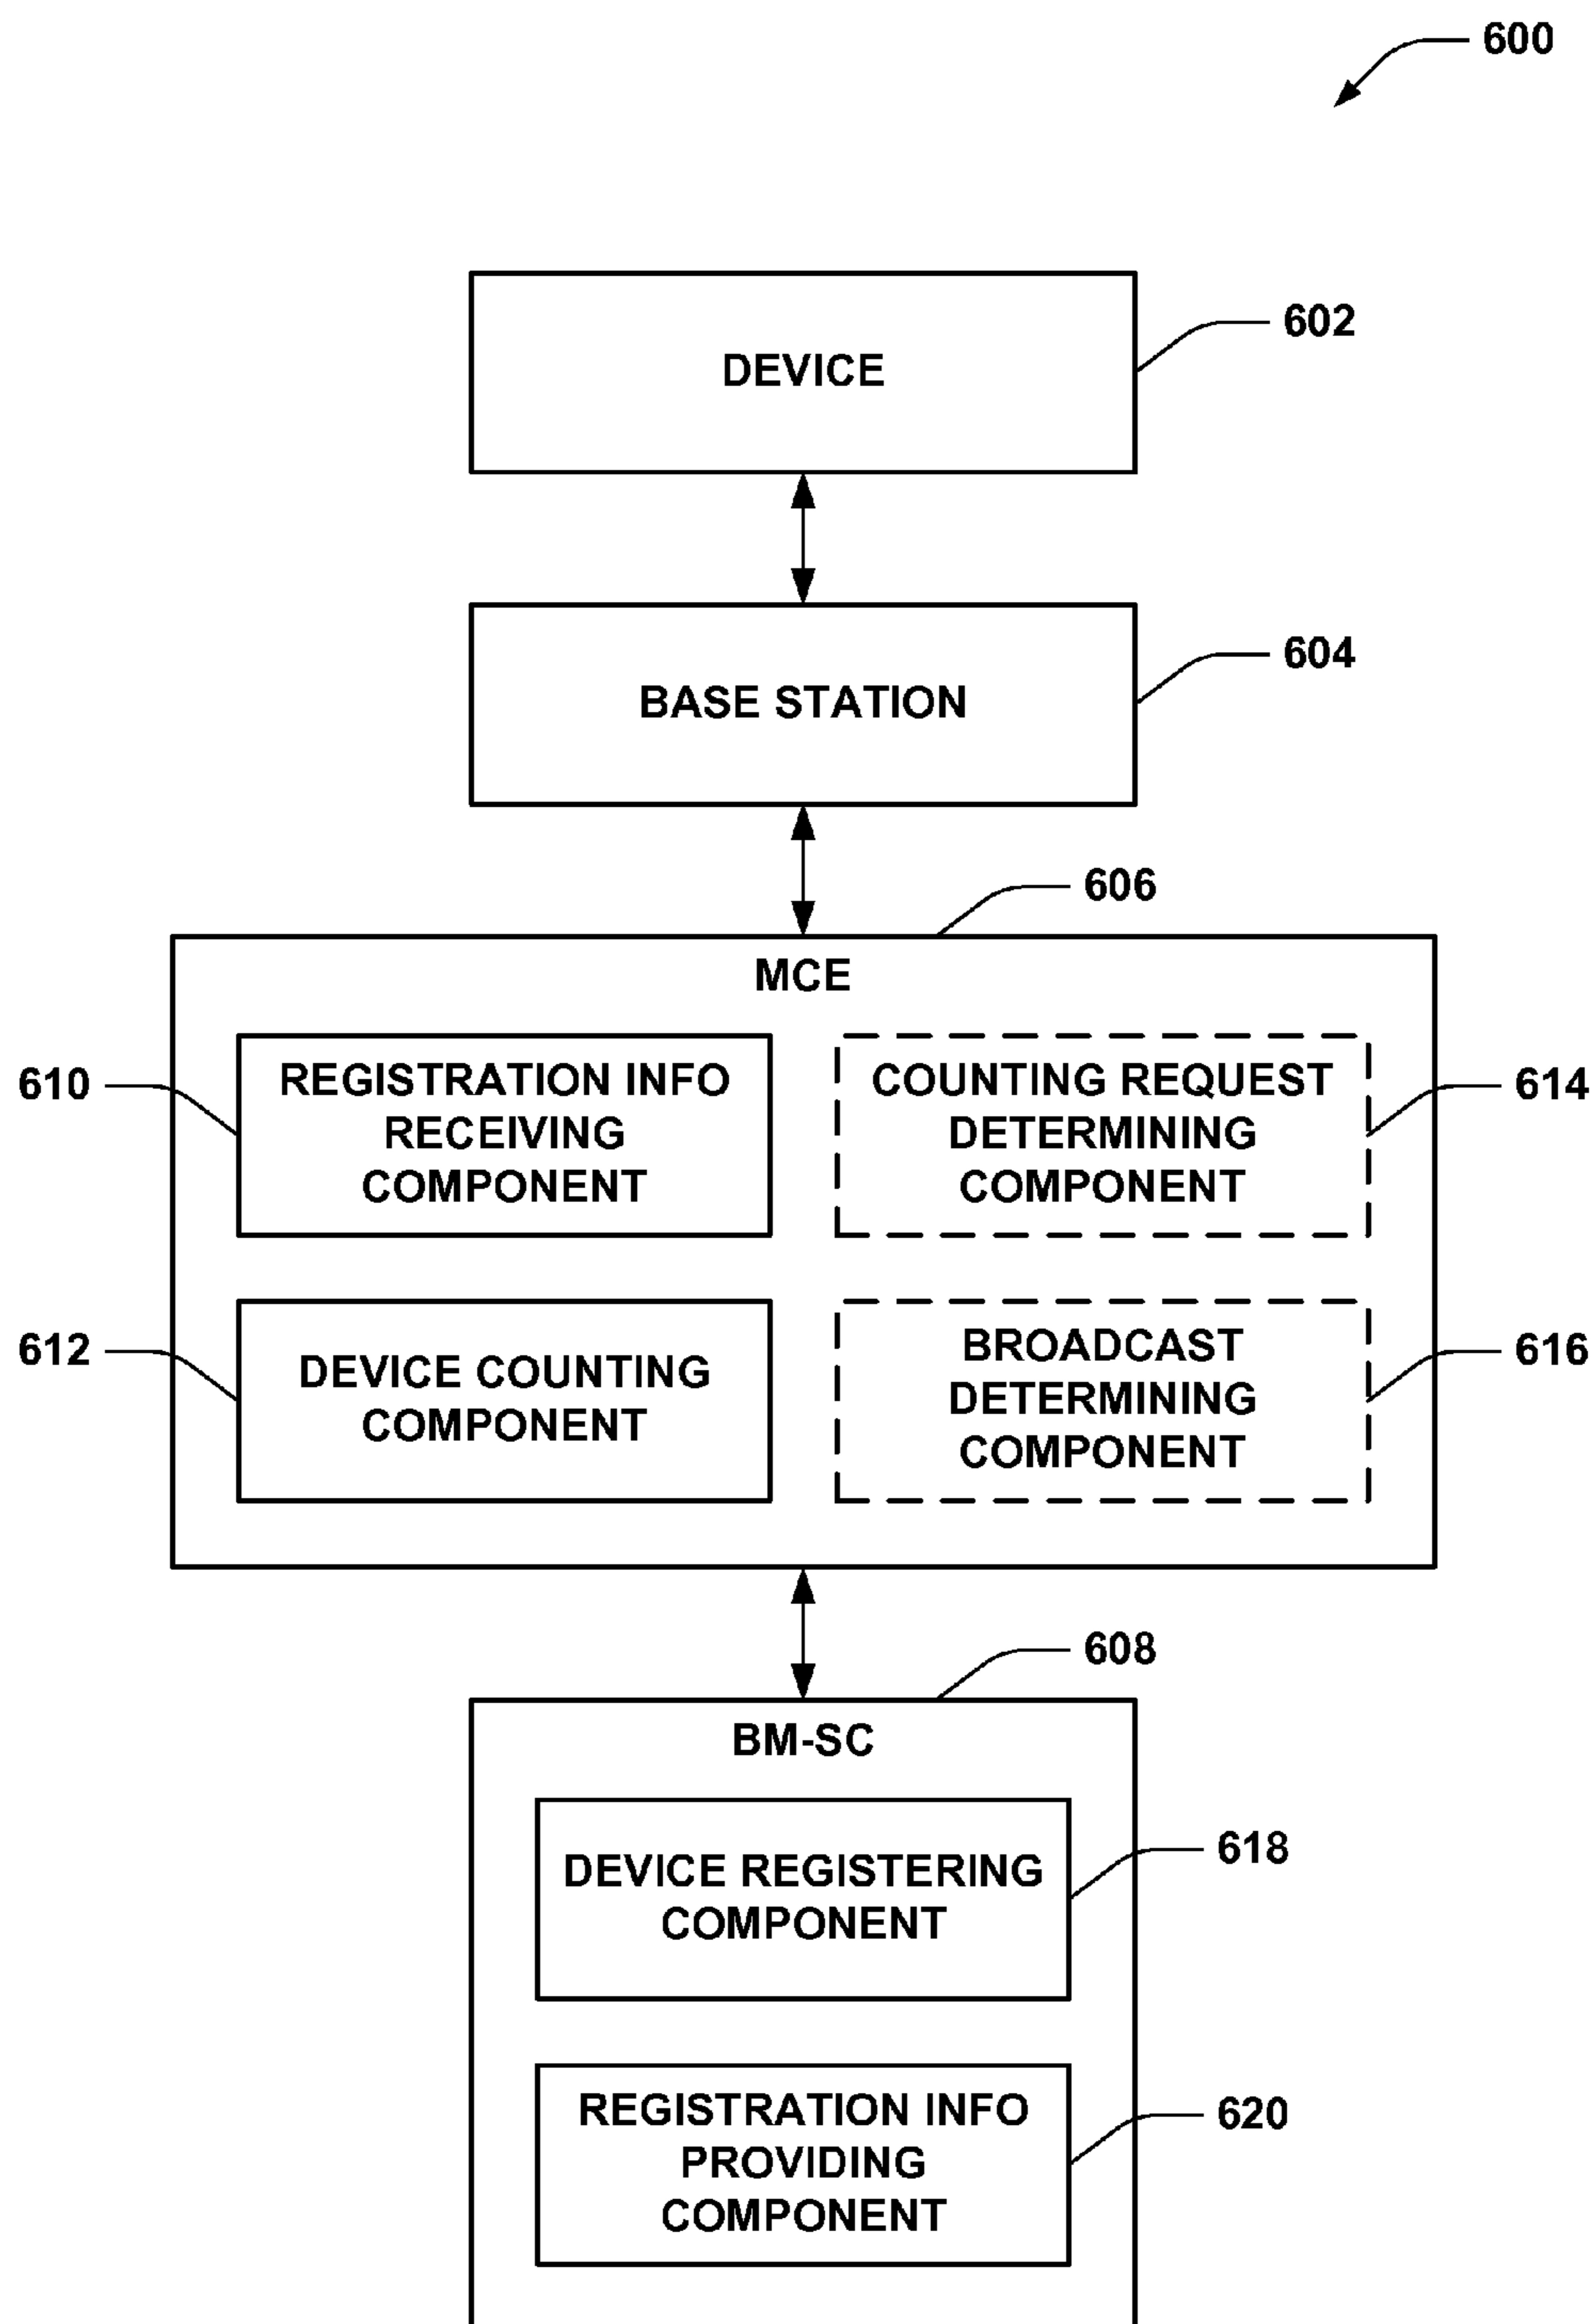 600
DEVICE
602
BASE STATION
604
606
MCE
610
REGISTRATION INFO
RECEIVING
COMPONENT
COUNTING REQUEST
DETERMINING
COMPONENT
614
612
DEVICE COUNTING
COMPONENT
BROADCAST
DETERMINING
COMPONENT
616
608
BM-SC
DEVICE REGISTERING
COMPONENT
618
REGISTRATION INFO
PROVIDING
COMPONENT
620